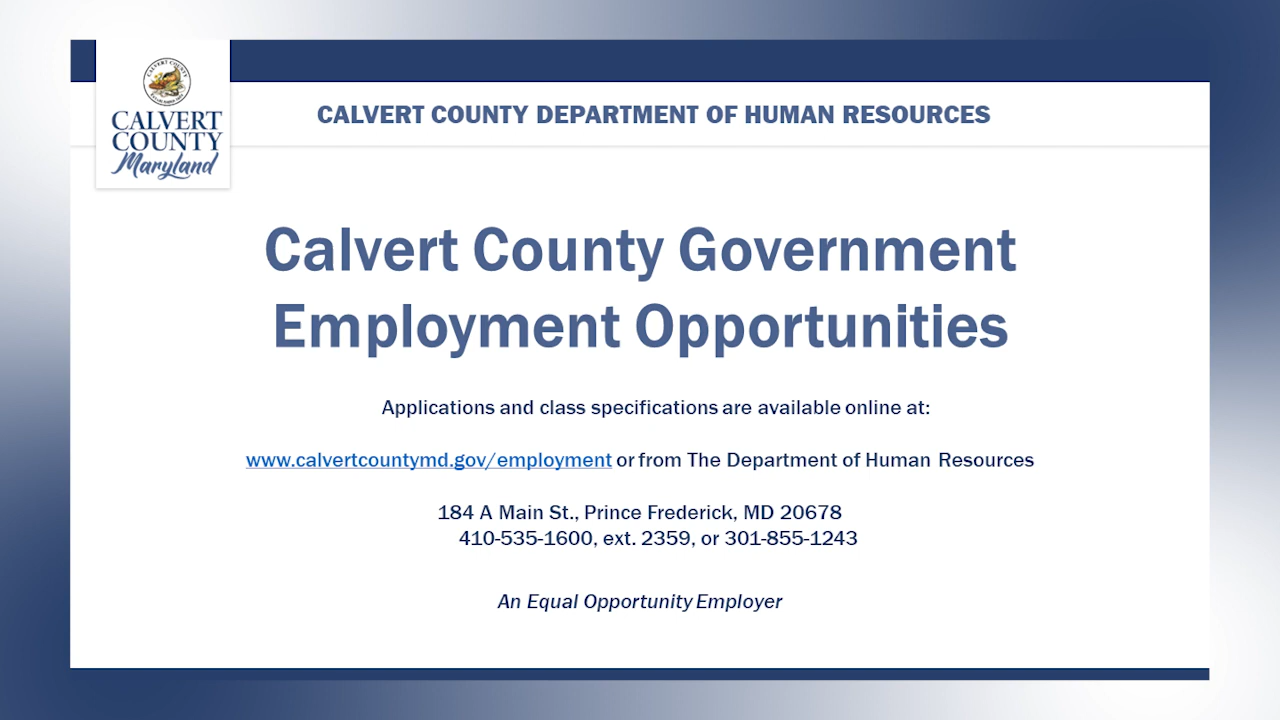 CALVERT COUNTY
CALVERT
COUNTY
Maryland
CALVERT COUNTY DEPARTMENT OF HUMAN RESOURCES
Calvert County Government
Employment Opportunities
Applications and class specifications are available online at:
www.calvertcountymd.gov/employment or from The Department of Human Resources
184 A Main St., Prince Frederick, MD 20678
410-535-1600, ext. 2359, or 301-855-1243
An Equal Opportunity Employer